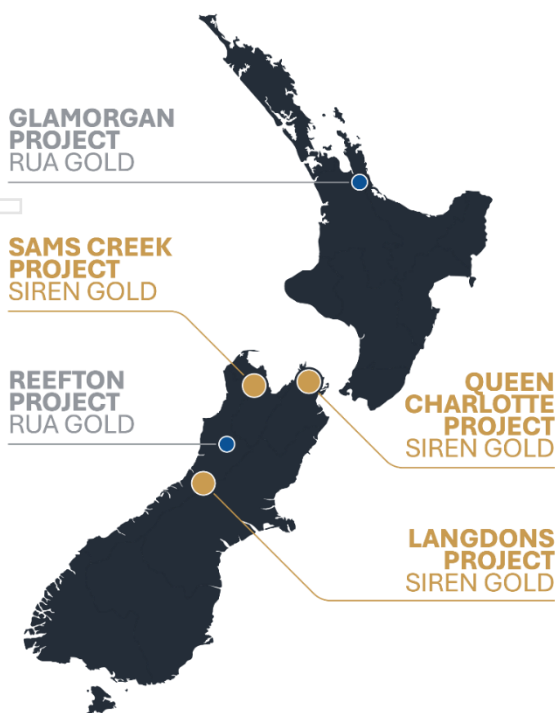 GLAMORGAN
PROJECT
RUA GOLD
SAMS CREEK
PROJECT
SIREN GOLD
REEFTON
PROJECT
RUA GOLD
QUEEN
CHARLOTTE
PROJECT
SIREN GOLD
LANGDONS
PROJECT
SIREN GOLD